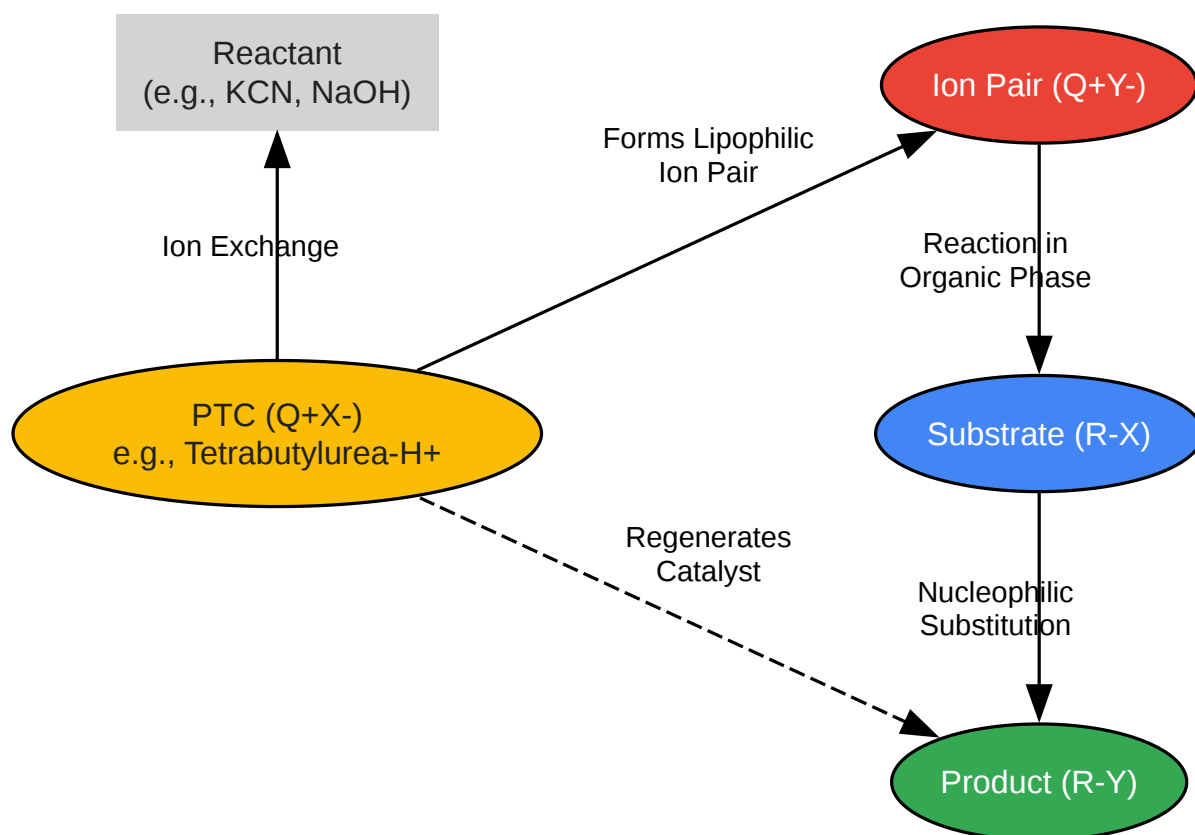 Reactant
(e.g., KCN, NaOH)
Ion Pair (Q+Y-)
Forms Lipophilic
Ion Pair
Ion Exchange
Reaction in
Organic Phase
PTC (Q+X-)
e.g., Tetrabutylurea-H+
Substrate (R-X)
Regenerates
Catalyst
Nucleophilic
Substitution
Product (R-Y)